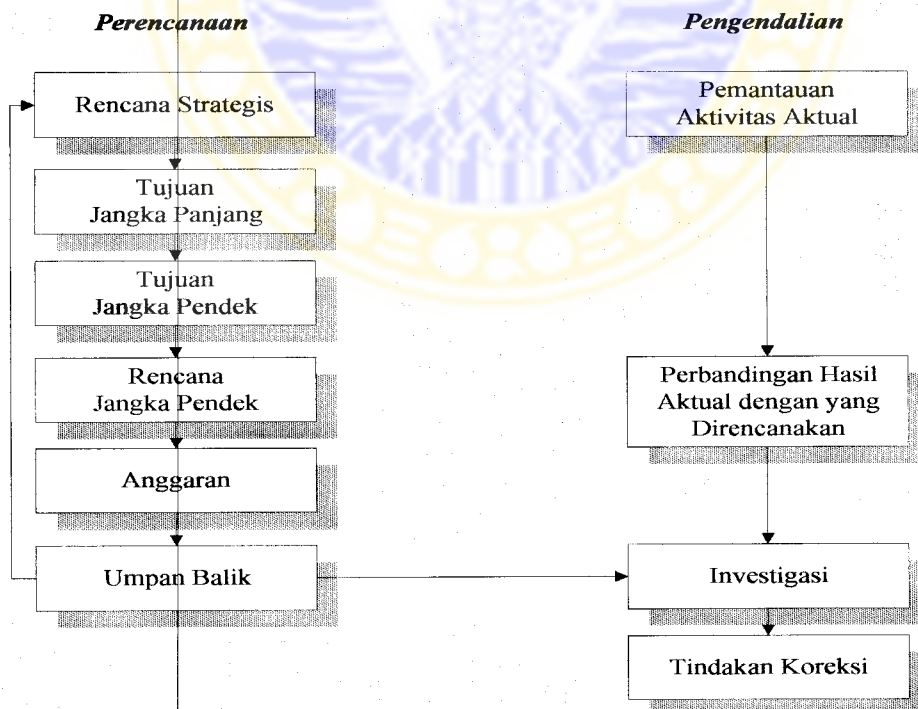 Perencanaan
Rencana Strategis
Tujuan
Jangka Panjang
Tujuan
Jangka Pendek
Rencana
Jangka Pendek
Anggaran
Umpan Balik
Pengendalian
Pemantauan
Aktivitas Aktual
Perbandingan Hasil
Aktual dengan yang
Direncanakan
Investigasi
Tindakan Koreksi